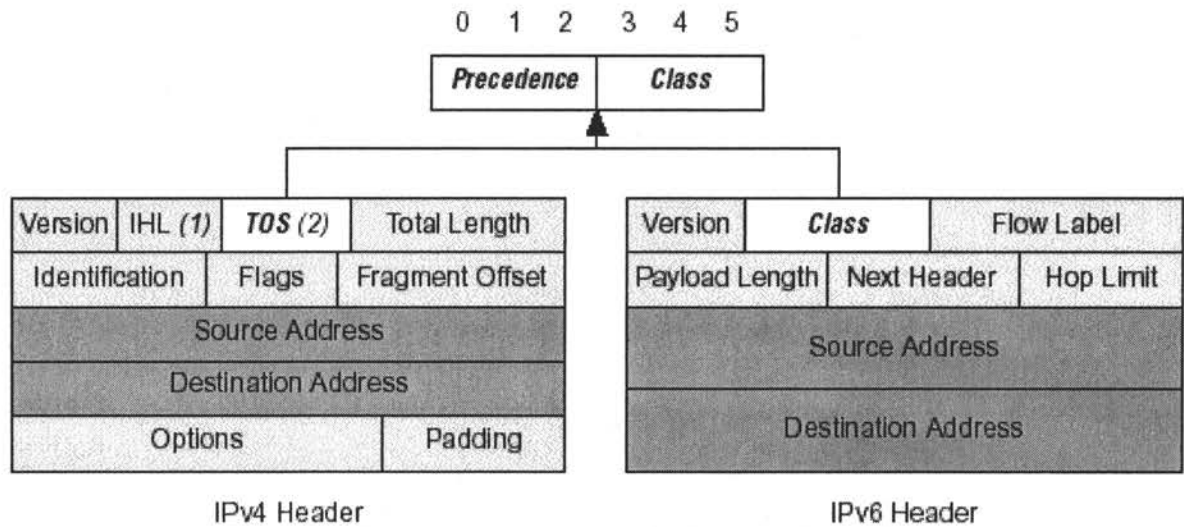 0 1 2 3 4 5
Precedence Class
Version IHL (1) TOS (2) Total Length
Identification Flags Fragment Offset
Source Address
Destination Address
Options Padding
IPv4 Header
Version Class Flow Label
Payload Length Next Header Hop Limit
Source Address
Destination Address
IPv6 Header